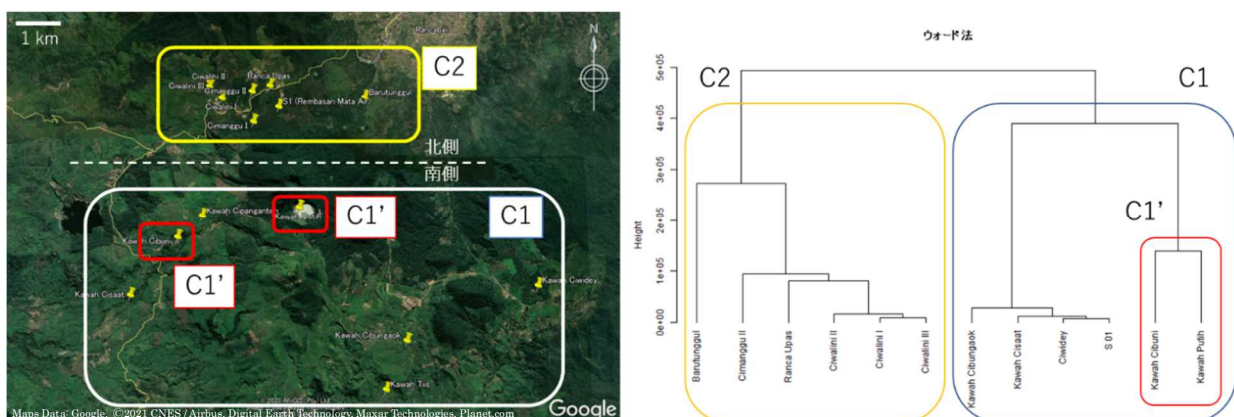 1 km
N
Rancabali
C2
Ciwalini II
Ranca Upas
Ciwalini III
Cimanggu II
Barutunggul
S1 (Rembasan Mata Air)
Ciwalini I
Cimanggu I
北側
南側
Kawah Cipanganten
Kawah Putih
C1'
C1
Kawah Cibuni
C1'
Kawah Cisaat
Kawah Ciwidey
Kawah Cibungaok
Kawah Tiis
Maps Data: Google, ©2021 CNES / Airbus, Digital Earth Technology, Maxar Technologies, Planet.com
Google
ウォード法
C2
C1
C1'
Height
5e+05
4e+05
3e+05
2e+05
1e+05
0e+00
Barutunggul
Cimanggu II
Ranca Upas
Ciwalini II
Ciwalini I
Ciwalini III
Kawah Cibungaok
Kawah Cisaat
Ciwidey
S 01
Kawah Cibuni
Kawah Putih